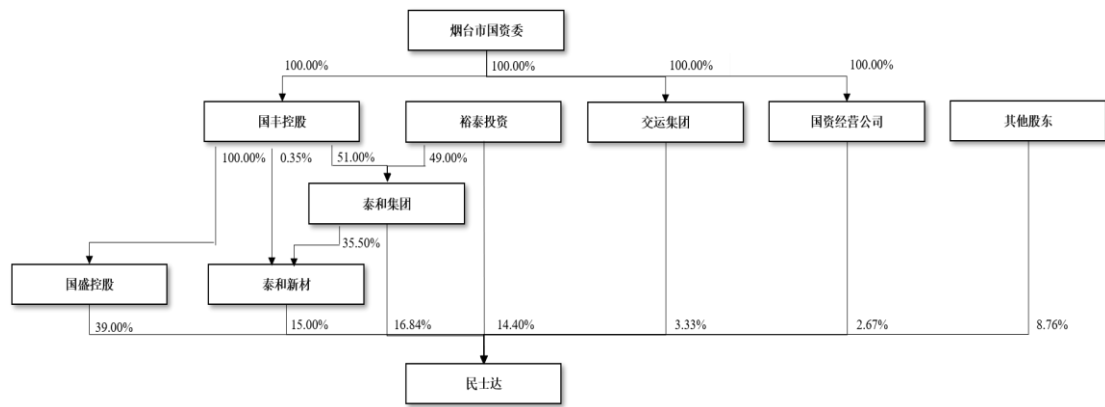 烟台市国资委
100.00%
100.00%
100.00%
100.00%
国丰控股
裕泰投资
交运集团
国资经营公司
其他股东
100.00%
0.35%
51.00%
49.00%
泰和集团
35.50%
国盛控股
泰和新材
39.00%
15.00%
16.84%
14.40%
3.33%
2.67%
8.76%
民士达